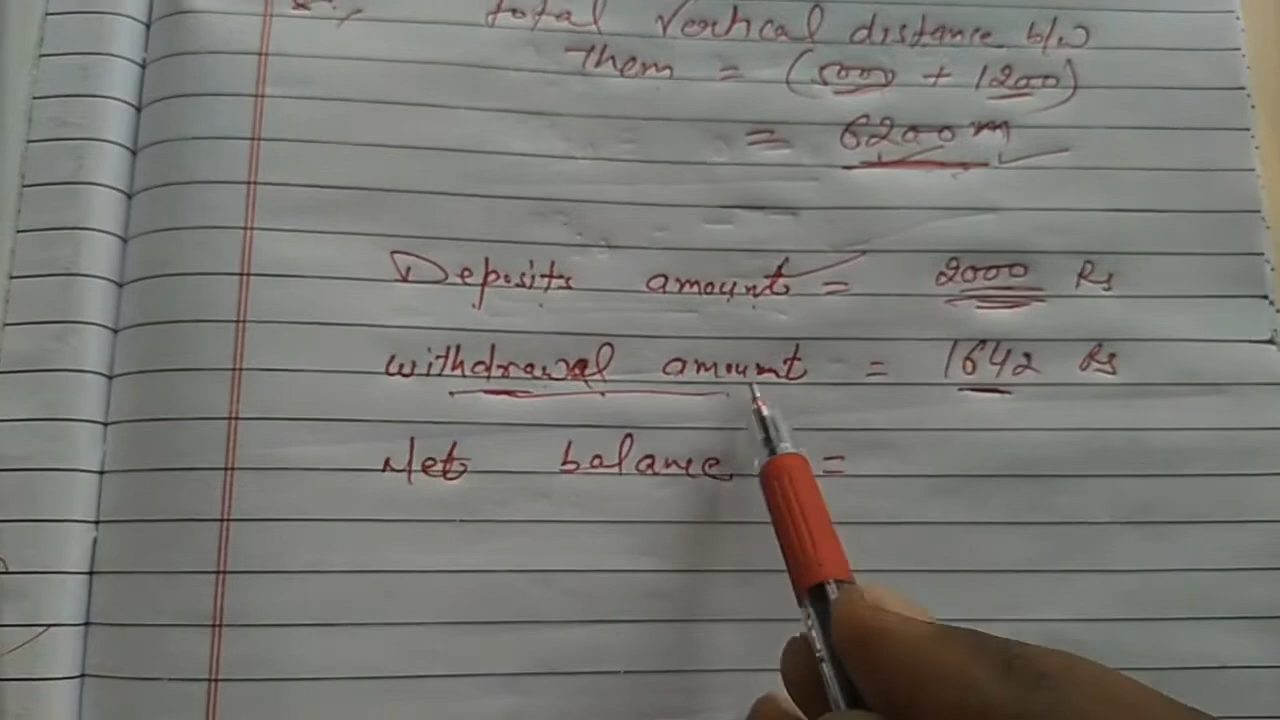 total Vertical distance b/w
Them = (5000 + 1200)
= 6200 m
Deposits amount = 2000 Rs
withdrawal amount = 1642 Rs
Net balance =